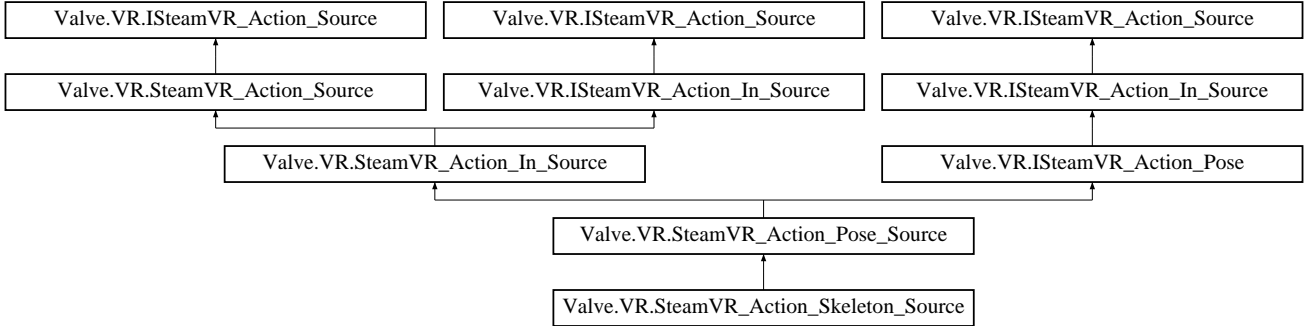 Valve.VR.ISteamVR_Action_Source
Valve.VR.ISteamVR_Action_Source
Valve.VR.ISteamVR_Action_Source
Valve.VR.SteamVR_Action_Source
Valve.VR.ISteamVR_Action_In_Source
Valve.VR.ISteamVR_Action_In_Source
Valve.VR.SteamVR_Action_In_Source
Valve.VR.ISteamVR_Action_Pose
Valve.VR.SteamVR_Action_Pose_Source
Valve.VR.SteamVR_Action_Skeleton_Source